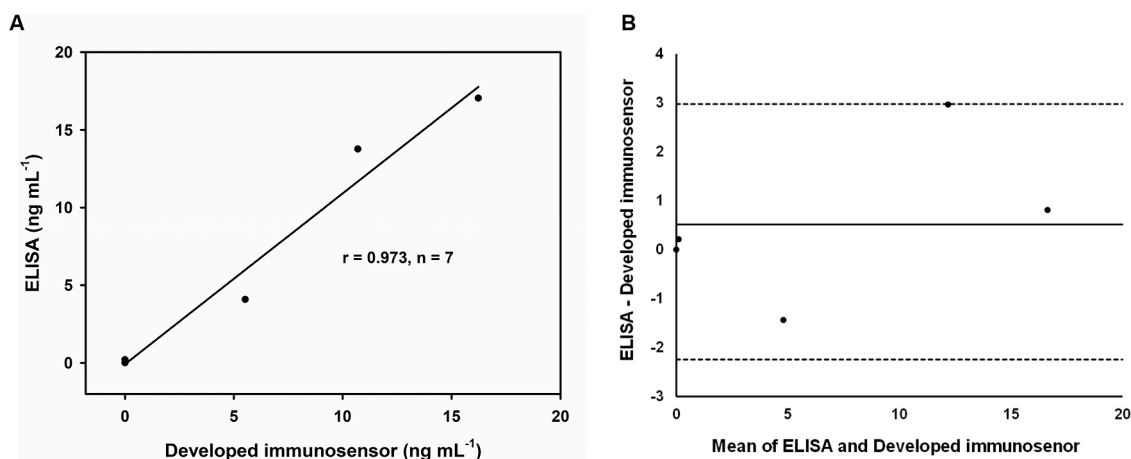 A
20
15
10
5
0
ELISA (ng mL⁻¹)
r = 0.973, n = 7
0 5 10 15 20
Developed immunosensor (ng mL⁻¹)
B
4
3
2
1
0
-1
-2
-3
ELISA - Developed immunosensor
0 5 10 15 20
Mean of ELISA and Developed immunosenor